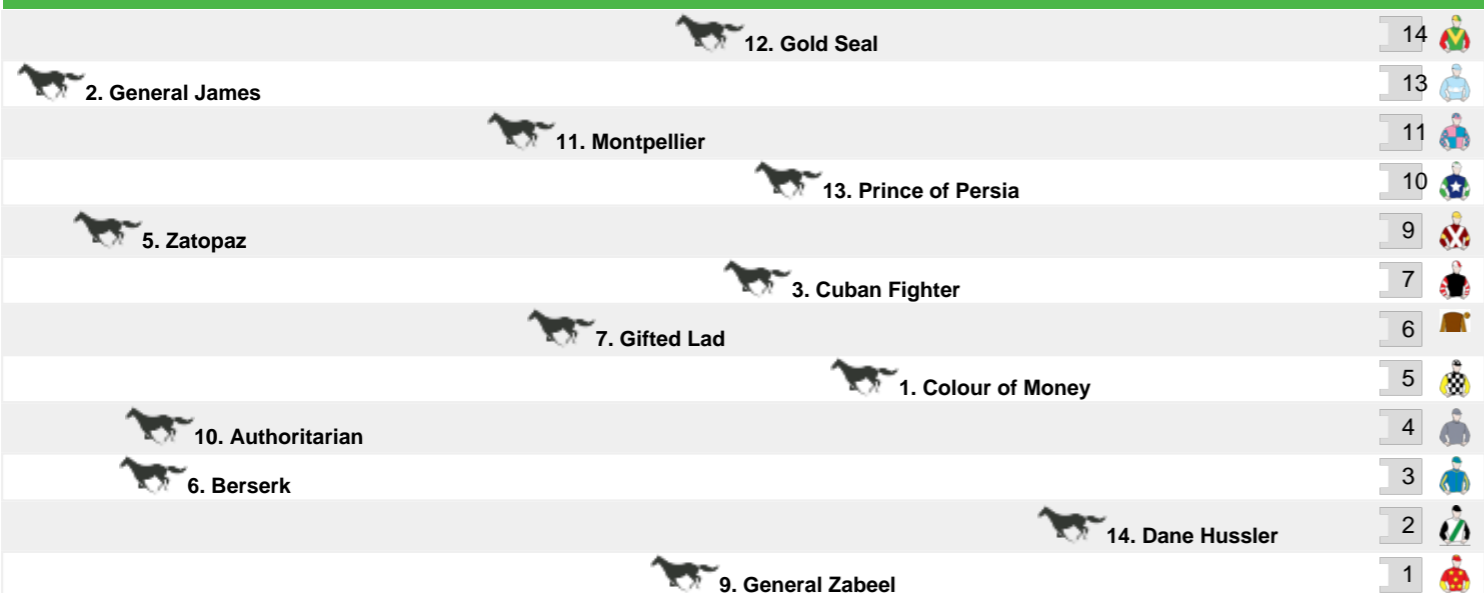 12. Gold Seal 14
2. General James 13
11. Montpellier 11
13. Prince of Persia 10
5. Zatopaz 9
3. Cuban Fighter 7
7. Gifted Lad 6
1. Colour of Money 5
10. Authoritarian 4
6. Berserk 3
14. Dane Hussler 2
9. General Zabeel 1